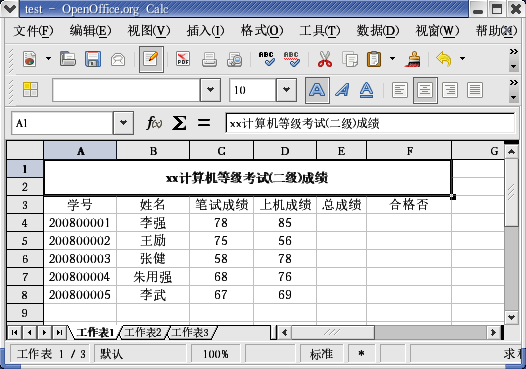 test - OpenOffice.org Calc
文件(F) 编辑(E) 视图(V) 插入(I) 格式(O) 工具(T) 数据(D) 视窗(W) 帮助
10 A A A
A1 f(x) Σ = xx计算机等级考试(二级)成绩
A B C D E F G
1 xx计算机等级考试(二级)成绩
2
3 学号 姓名 笔试成绩 上机成绩 总成绩 合格否
4 200800001 李强 78 85
5 200800002 王励 75 56
6 200800003 张健 58 78
7 200800004 朱用强 68 76
8 200800005 李武 67 69
9
工作表1 工作表2 工作表3
工作表 1 / 3 默认 100% 标准 * 求和